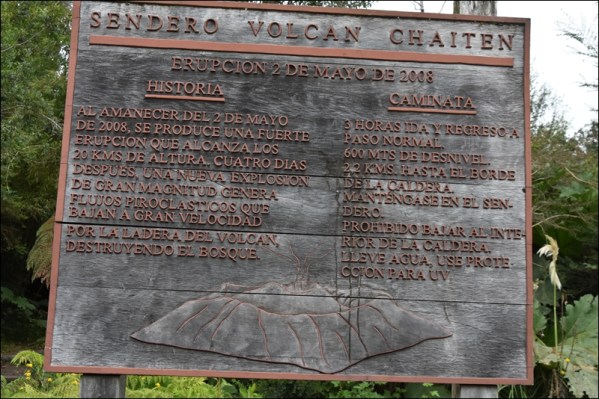 SENDERO VOLCAN CHAITEN
ERUPCION 2 DE MAYO DE 2008
HISTORIA
AL AMANECER DEL 2 DE MAYO
DE 2008, SE PRODUCE UNA FUERTE
ERUPCION QUE ALCANZA LOS
20 KMS DE ALTURA. CUATRO DIAS
DESPUES, UNA NUEVA EXPLOSION
DE GRAN MAGNITUD GENERA
FLUJOS PIROCLASTICOS QUE
BAJAN A GRAN VELOCIDAD
POR LA LADERA DEL VOLCAN,
DESTRUYENDO EL BOSQUE.
CAMINATA
3 HORAS IDA Y REGRESO A
PASO NORMAL.
600 MTS DE DESNIVEL.
2,2 KMS. HASTA EL BORDE
DE LA CALDERA.
MANTENGASE EN EL SEN-
DERO.
PROHIBIDO BAJAR AL INTE-
RIOR DE LA CALDERA.
LLEVE AGUA, USE PROTE-
CCION PARA UV